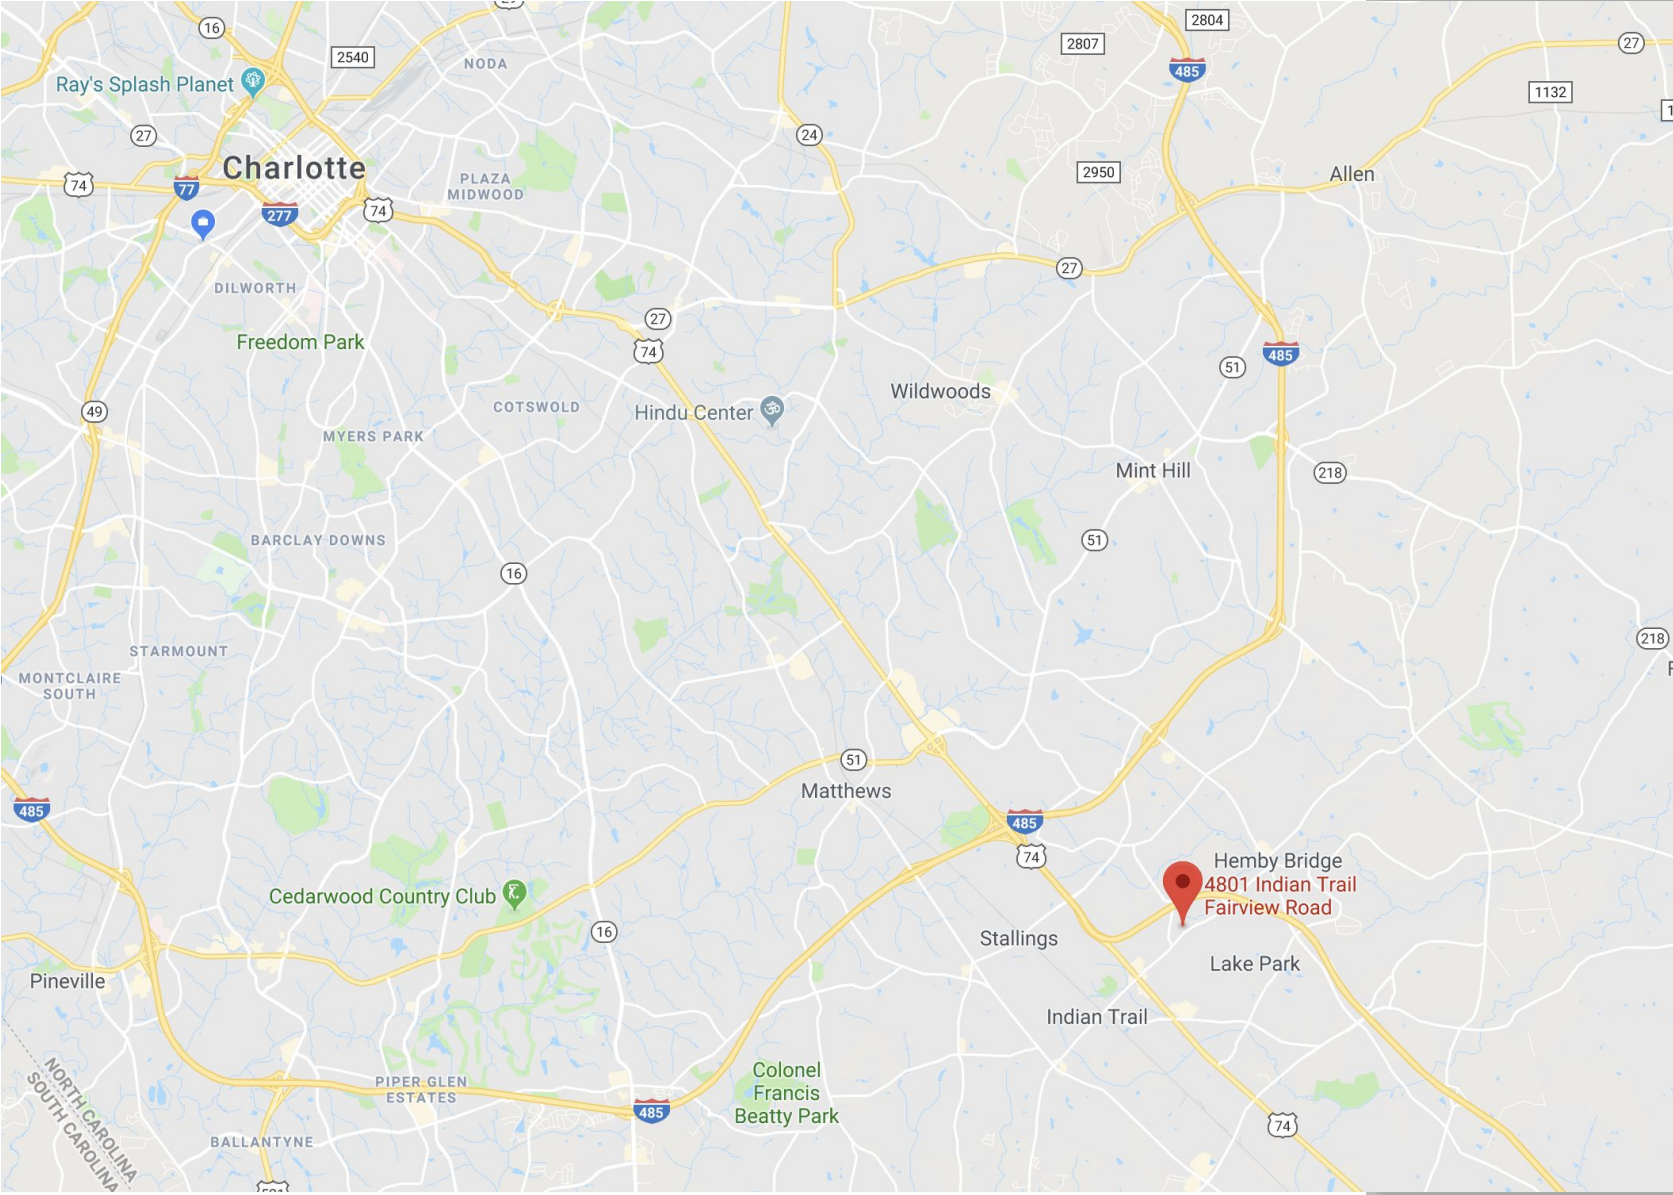 16
2540
NODA
Ray's Splash Planet
27
Charlotte
74
77
277
74
PLAZA
MIDWOOD
24
2804
2807
485
27
1132
2950
Allen
27
DILWORTH
Freedom Park
27
74
49
COTSWOLD
MYERS PARK
Hindu Center
Wildwoods
51
485
Mint Hill
218
51
BARCLAY DOWNS
16
STARMOUNT
MONTCLAIRE
SOUTH
218
51
Matthews
485
485
74
Hemby Bridge
4801 Indian Trail
Fairview Road
Cedarwood Country Club
16
Stallings
Lake Park
Pineville
Indian Trail
NORTH CAROLINA
SOUTH CAROLINA
PIPER GLEN
ESTATES
Colonel
Francis
Beatty Park
485
74
BALLANTYNE